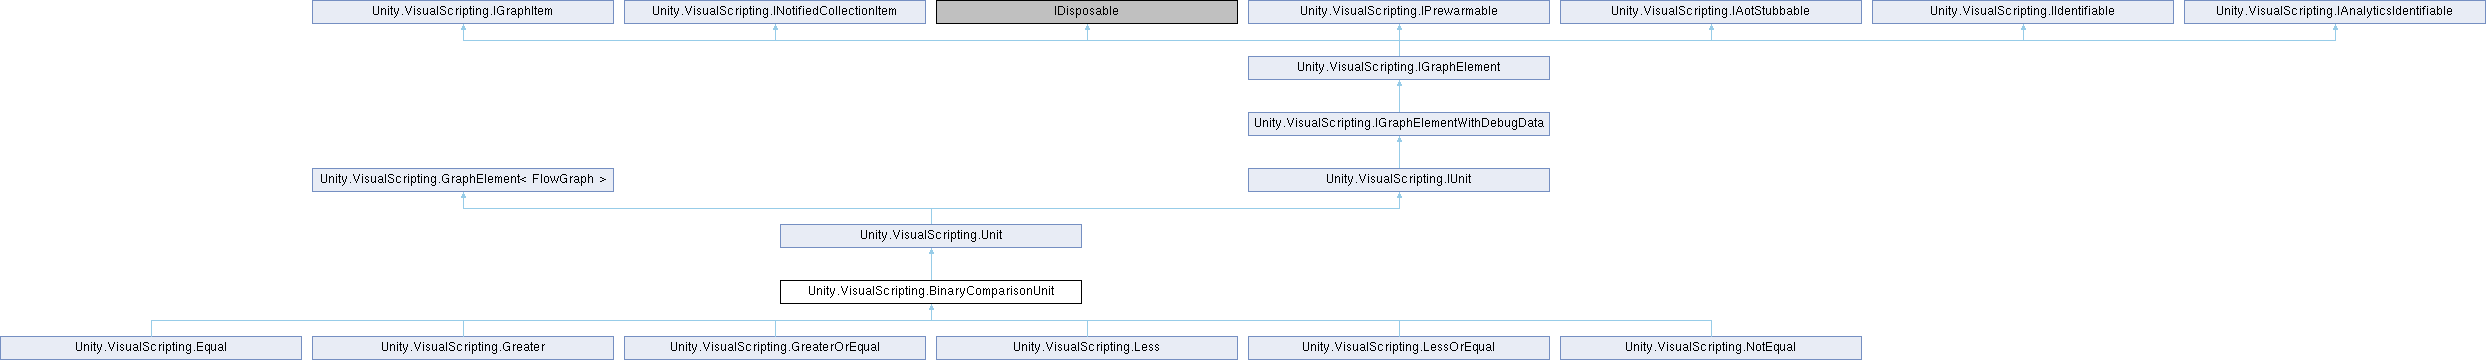 Unity.VisualScripting.IGraphItem
Unity.VisualScripting.INotifiedCollectionItem
IDisposable
Unity.VisualScripting.IPrewarmable
Unity.VisualScripting.IAotStubbable
Unity.VisualScripting.IIdentifiable
Unity.VisualScripting.IAnalyticsIdentifiable
Unity.VisualScripting.IGraphElement
Unity.VisualScripting.IGraphElementWithDebugData
Unity.VisualScripting.GraphElement< FlowGraph >
Unity.VisualScripting.IUnit
Unity.VisualScripting.Unit
Unity.VisualScripting.BinaryComparisonUnit
Unity.VisualScripting.Equal
Unity.VisualScripting.Greater
Unity.VisualScripting.GreaterOrEqual
Unity.VisualScripting.Less
Unity.VisualScripting.LessOrEqual
Unity.VisualScripting.NotEqual